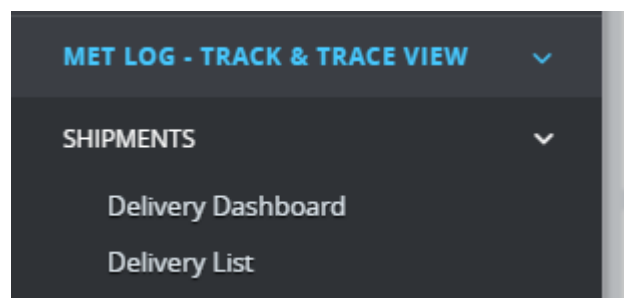 MET LOG - TRACK & TRACE VIEW
SHIPMENTS
Delivery Dashboard
Delivery List